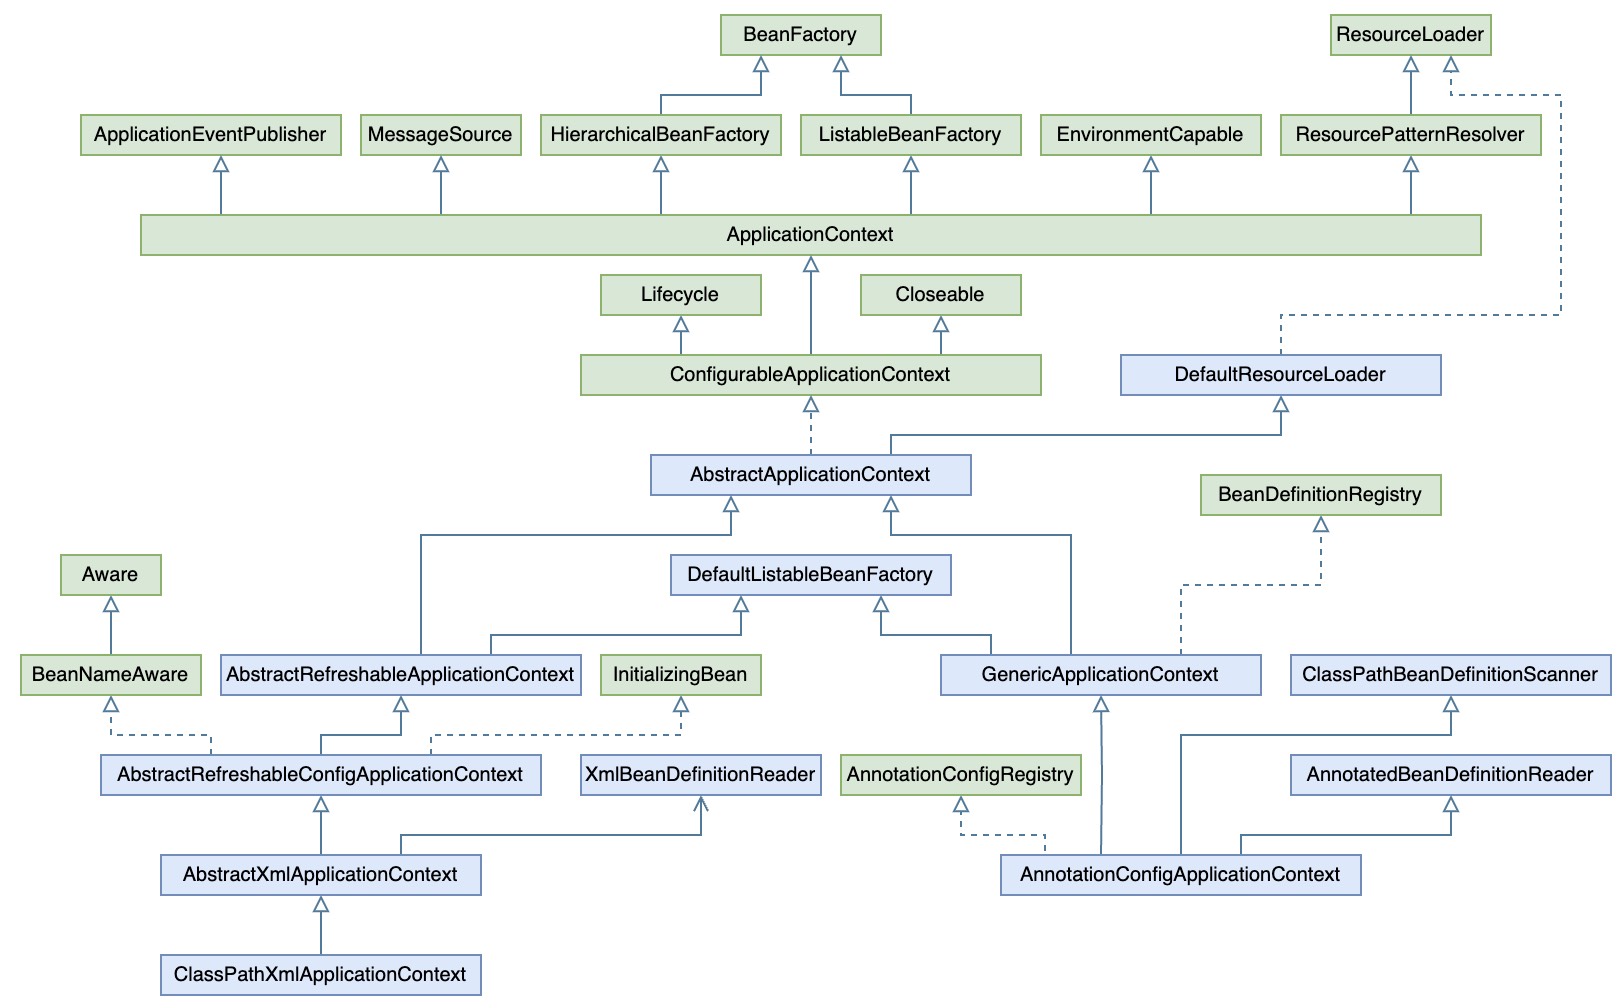 BeanFactory
ResourceLoader
ApplicationEventPublisher
MessageSource
HierarchicalBeanFactory
ListableBeanFactory
EnvironmentCapable
ResourcePatternResolver
ApplicationContext
Lifecycle
Closeable
ConfigurableApplicationContext
DefaultResourceLoader
AbstractApplicationContext
BeanDefinitionRegistry
Aware
DefaultListableBeanFactory
BeanNameAware
AbstractRefreshableApplicationContext
InitializingBean
GenericApplicationContext
ClassPathBeanDefinitionScanner
AbstractRefreshableConfigApplicationContext
XmlBeanDefinitionReader
AnnotationConfigRegistry
AnnotatedBeanDefinitionReader
AbstractXmlApplicationContext
AnnotationConfigApplicationContext
ClassPathXmlApplicationContext